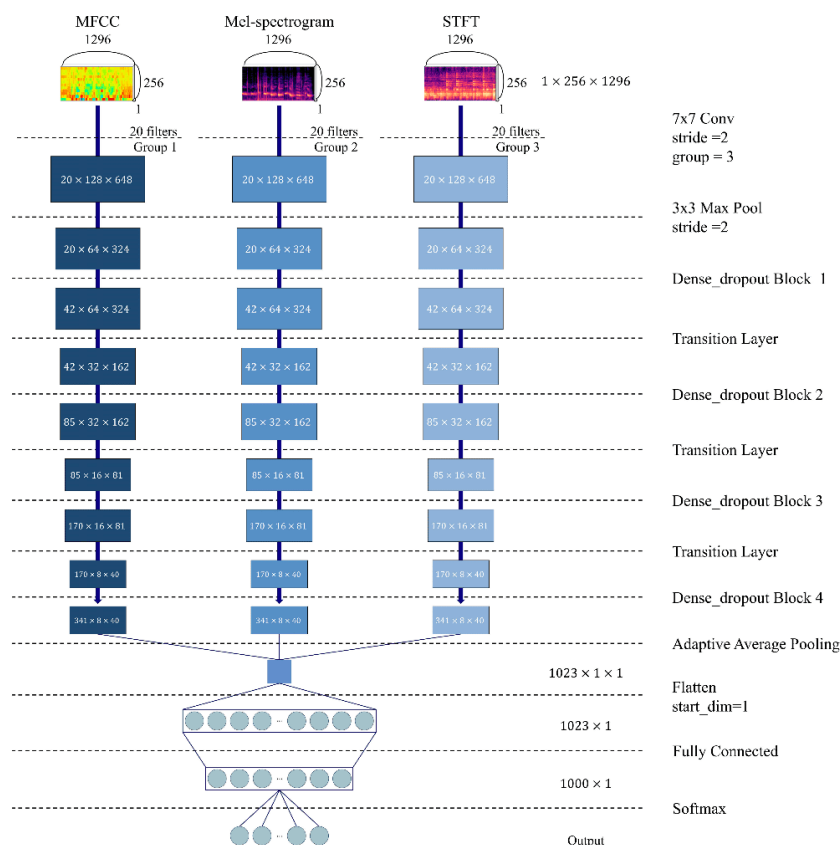 MFCC Mel-spectrogram STFT
1296 1296 1296
256 256 256 1 × 256 × 1296
1 1 1
7x7 Conv
stride =2
group = 3
20 filters 20 filters 20 filters
Group 1 Group 2 Group 3
20 × 128 × 648 20 × 128 × 648 20 × 128 × 648
3x3 Max Pool
stride =2
20 × 64 × 324 20 × 64 × 324 20 × 64 × 324
Dense_dropout Block 1
42 × 64 × 324 42 × 64 × 324 42 × 64 × 324
Transition Layer
42 × 32 × 162 42 × 32 × 162 42 × 32 × 162
Dense_dropout Block 2
85 × 32 × 162 85 × 32 × 162 85 × 32 × 162
Transition Layer
85 × 16 × 81 85 × 16 × 81 85 × 16 × 81
Dense_dropout Block 3
170 × 16 × 81 170 × 16 × 81 170 × 16 × 81
Transition Layer
170 × 8 × 40 170 × 8 × 40 170 × 8 × 40
Dense_dropout Block 4
341 × 8 × 40 341 × 8 × 40 341 × 8 × 40
Adaptive Average Pooling
1023 × 1 × 1
Flatten
start_dim=1
... 1023 × 1
Fully Connected
... 1000 × 1
Softmax
... Output